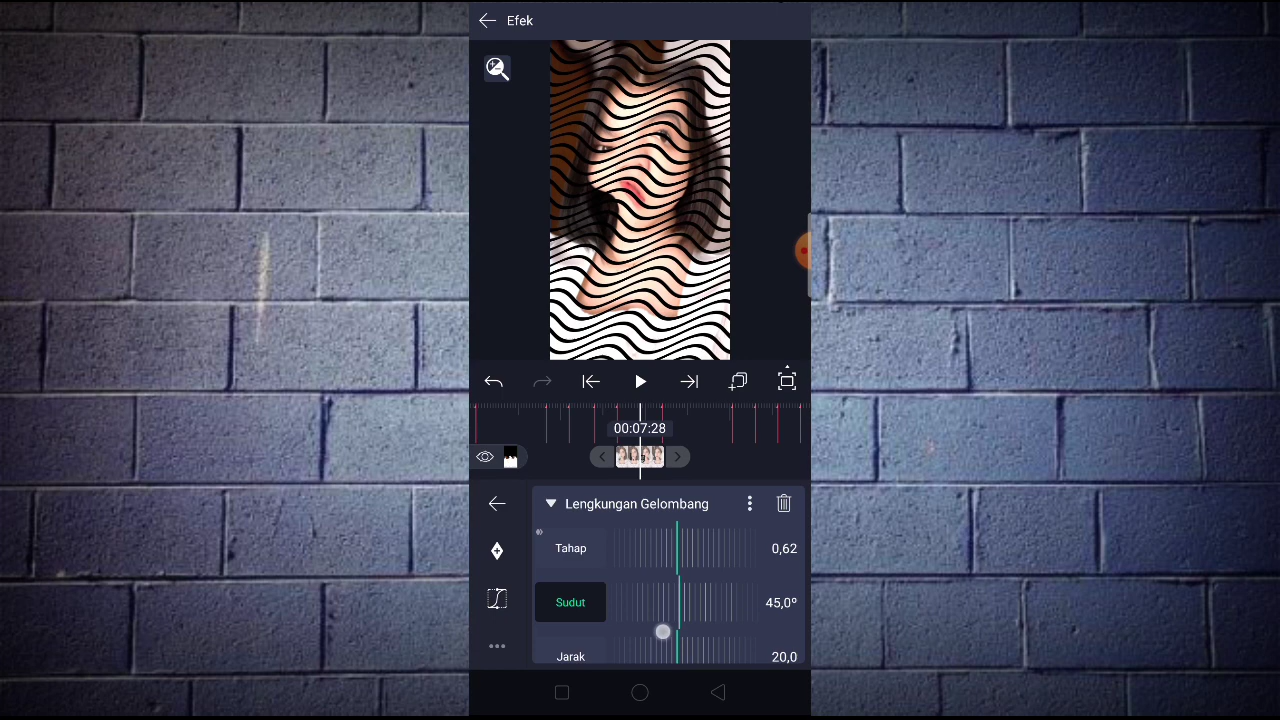 Efek
00:07:28
Lengkungan Gelombang
Tahap 0,62
Sudut 45,0°
Jarak 20,0